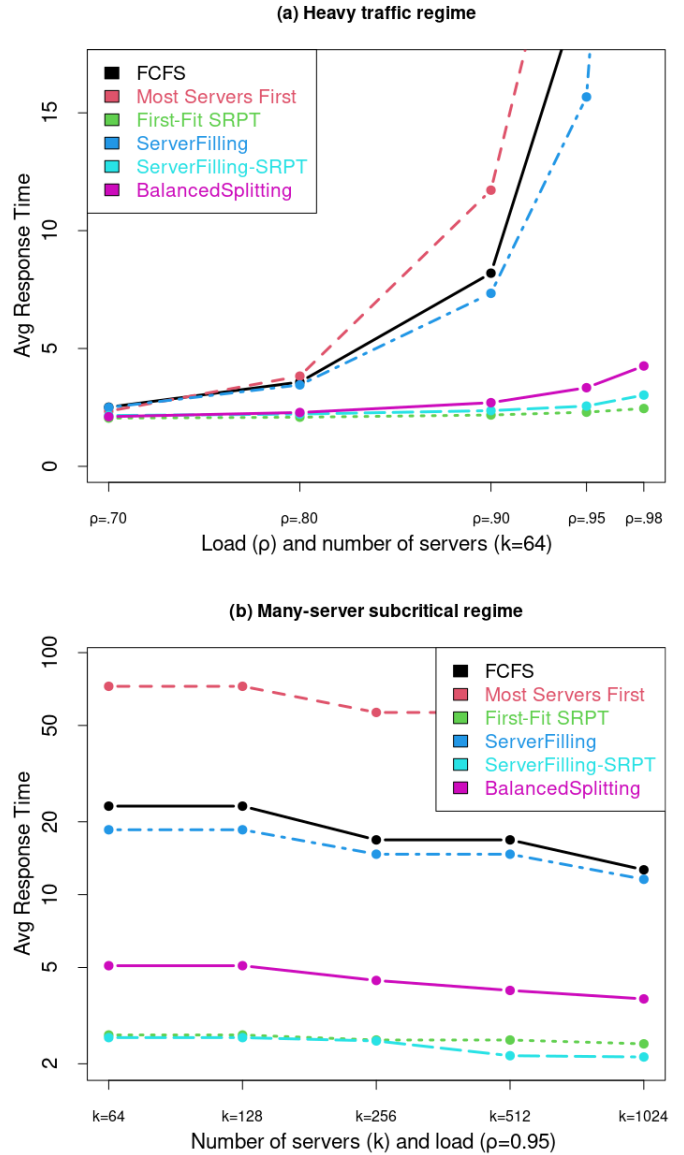 (a) Heavy traffic regime
Avg Response Time
15
10
5
0
FCFS
Most Servers First
First-Fit SRPT
ServerFilling
ServerFilling-SRPT
BalancedSplitting
ρ=.70
ρ=.80
ρ=.90
ρ=.95
ρ=.98
Load (ρ) and number of servers (k=64)
(b) Many-server subcritical regime
Avg Response Time
100
50
20
10
5
2
FCFS
Most Servers First
First-Fit SRPT
ServerFilling
ServerFilling-SRPT
BalancedSplitting
k=64
k=128
k=256
k=512
k=1024
Number of servers (k) and load (ρ=0.95)